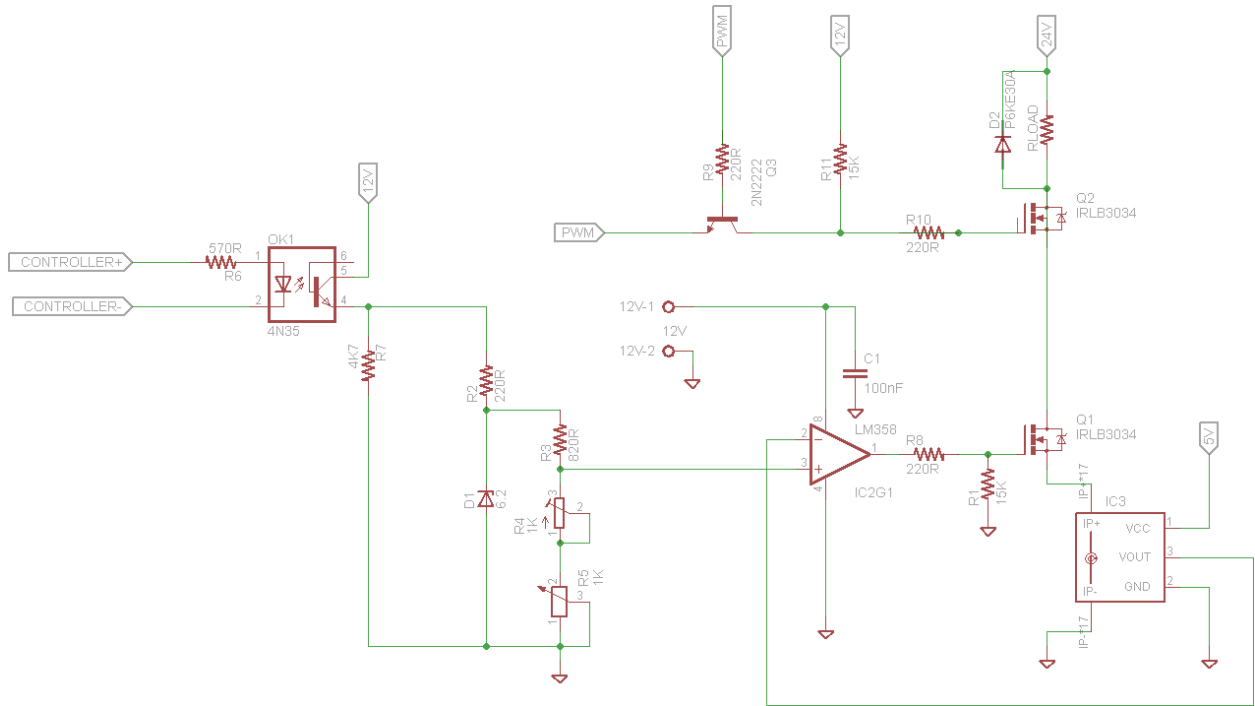 PWM
12V
24V
R9
220R
2N2222
Q3
R11
15K
D2
P6KE30A
RLOAD
12V
Q2
IRLB3034
PWM
R10
220R
OK1
570R
CONTROLLER+
R6
1
6
5
CONTROLLER-
2
4
4N35
12V-1
12V
12V-2
4K7
R7
R2
220R
C1
100nF
R3
820R
8
LM358
2
1
3
4
IC2G1
R8
220R
Q1
IRLB3034
5V
R1
15K
D1
6.2
R4
1K
3
2
1
IP+*17
IC3
IP+
VCC
1
VOUT
3
IP-
GND
2
IP-*17
R5
1K
2
3
1